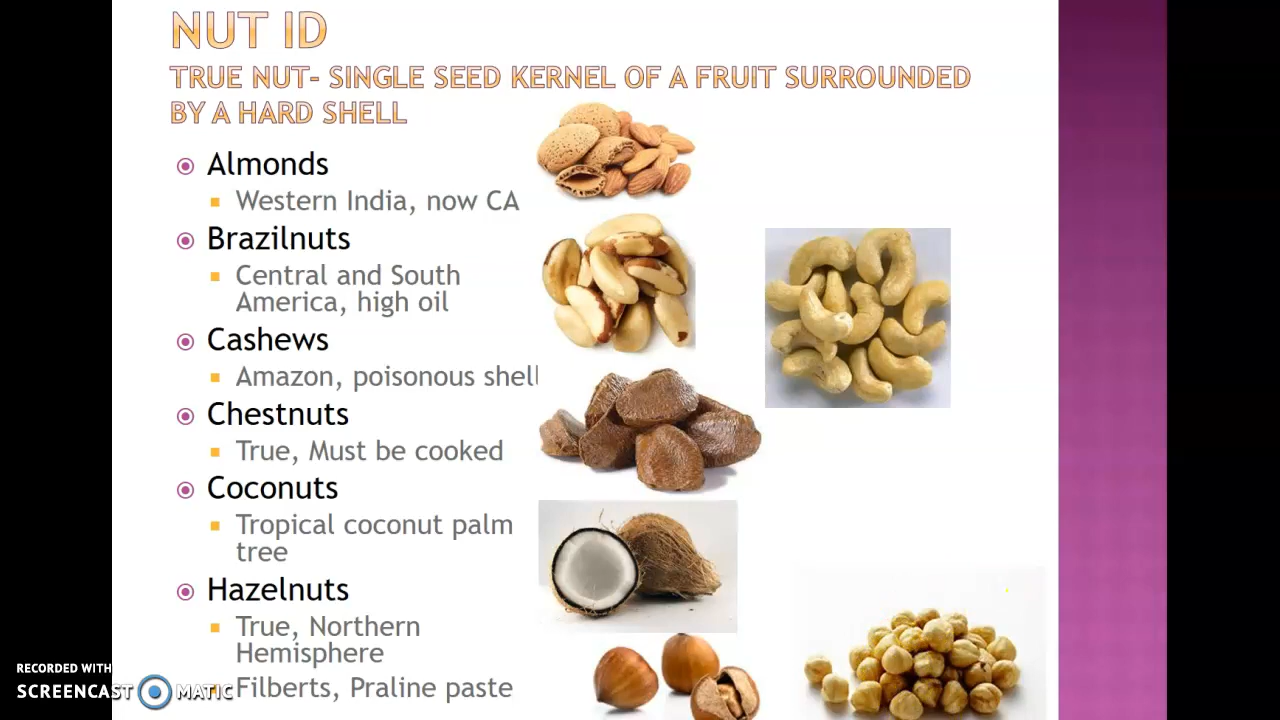 NUT ID
TRUE NUT- SINGLE SEED KERNEL OF A FRUIT SURROUNDED
BY A HARD SHELL
Almonds
Western India, now CA
Brazilnuts
Central and South
America, high oil
Cashews
Amazon, poisonous shell
Chestnuts
True, Must be cooked
Coconuts
Tropical coconut palm
tree
Hazelnuts
True, Northern
Hemisphere
Filberts, Praline paste
RECORDED WITH
SCREENCAST MATIC